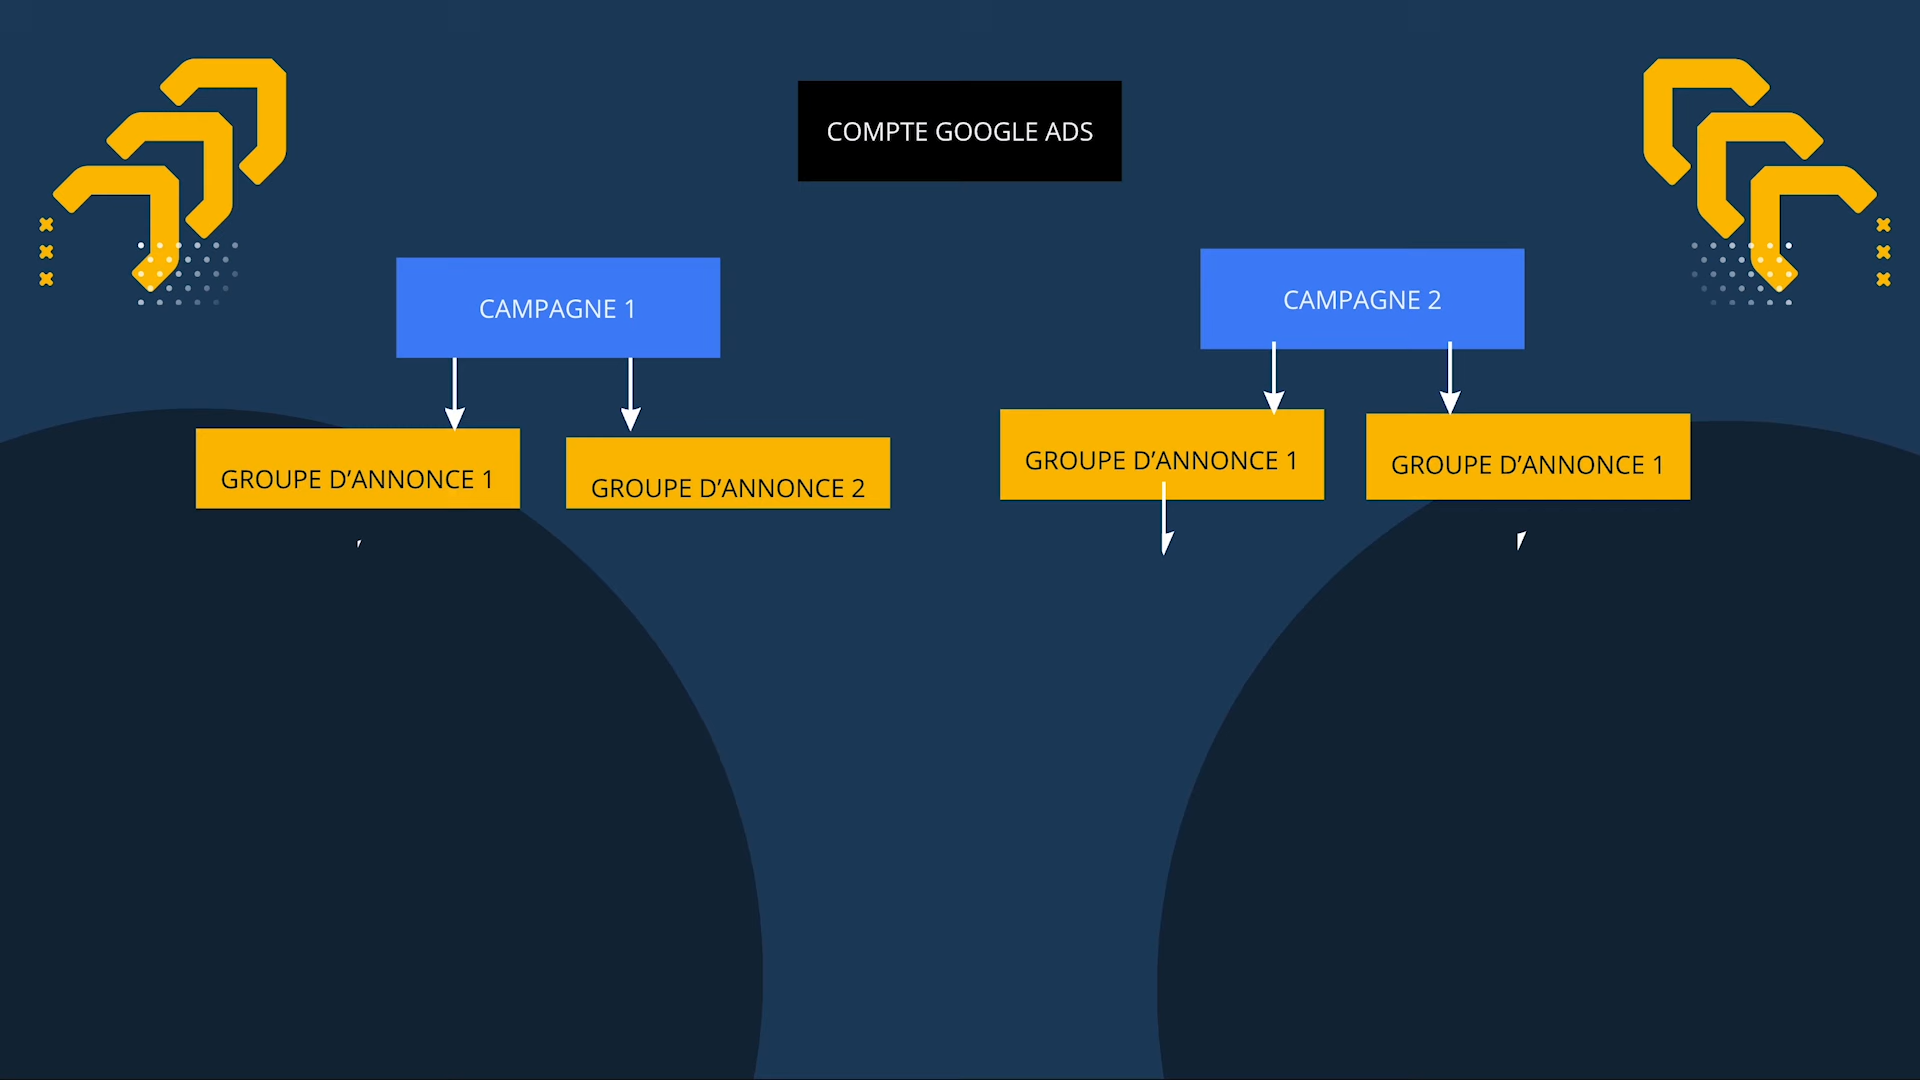 COMPTE GOOGLE ADS
CAMPAGNE 1
CAMPAGNE 2
GROUPE D’ANNONCE 1
GROUPE D’ANNONCE 2
GROUPE D’ANNONCE 1
GROUPE D’ANNONCE 1